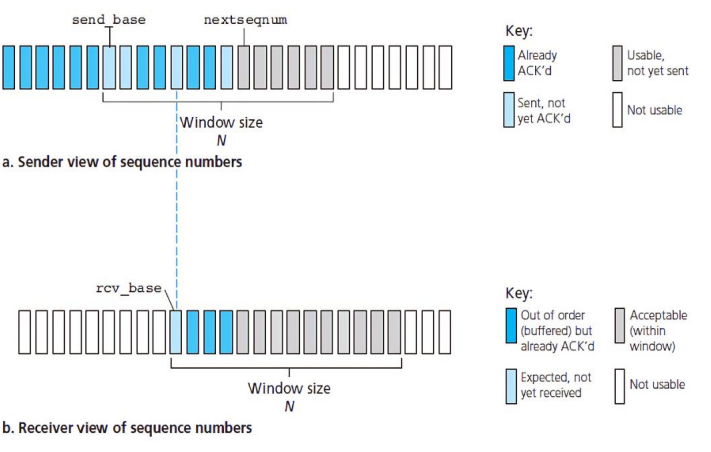 send_base
nextseqnum
Window size
N
a. Sender view of sequence numbers
Key:
Already
ACK'd
Usable,
not yet sent
Sent, not
yet ACK'd
Not usable
rcv_base
Window size
N
b. Receiver view of sequence numbers
Key:
Out of order
(buffered) but
already ACK'd
Acceptable
(within
window)
Expected, not
yet received
Not usable